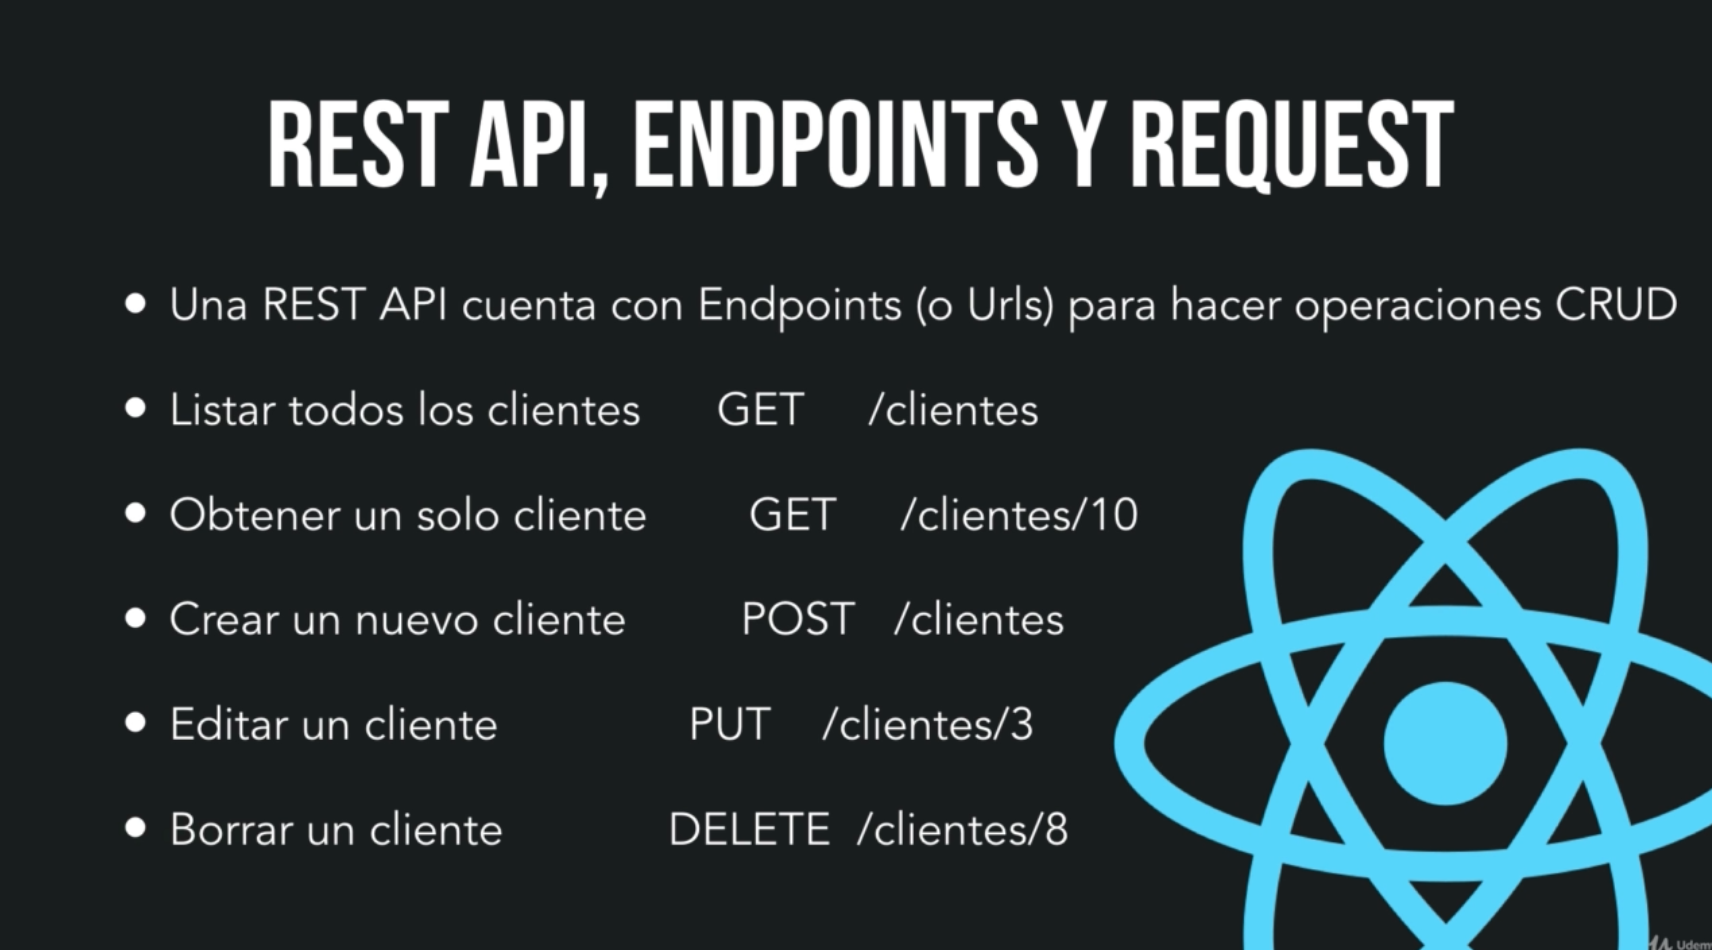 REST API, ENDPOINTS Y REQUEST
• Una REST API cuenta con Endpoints (o Urls) para hacer operaciones CRUD
• Listar todos los clientes GET /clientes
• Obtener un solo cliente GET /clientes/10
• Crear un nuevo cliente POST /clientes
• Editar un cliente PUT /clientes/3
• Borrar un cliente DELETE /clientes/8